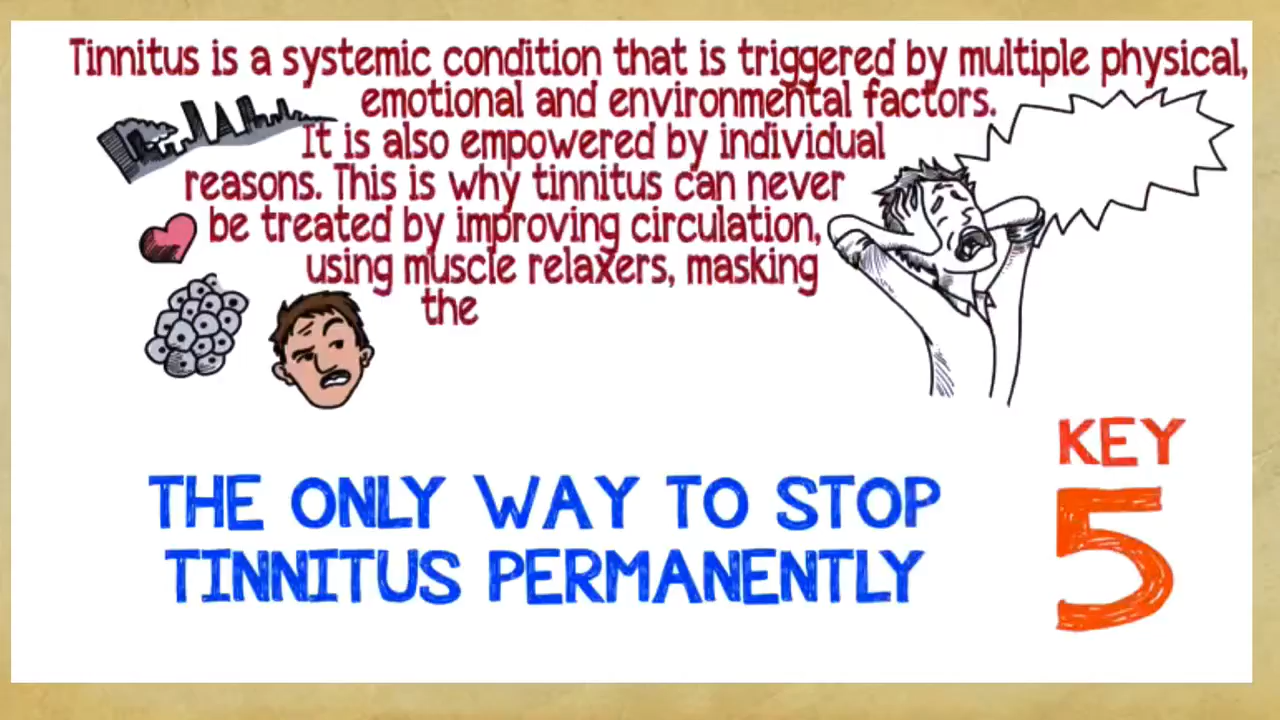 Tinnitus is a systemic condition that is triggered by multiple physical,
emotional and environmental factors.
It is also empowered by individual
reasons. This is why tinnitus can never
be treated by improving circulation,
using muscle relaxers, masking
the
KEY
5
THE ONLY WAY TO STOP
TINNITUS PERMANENTLY